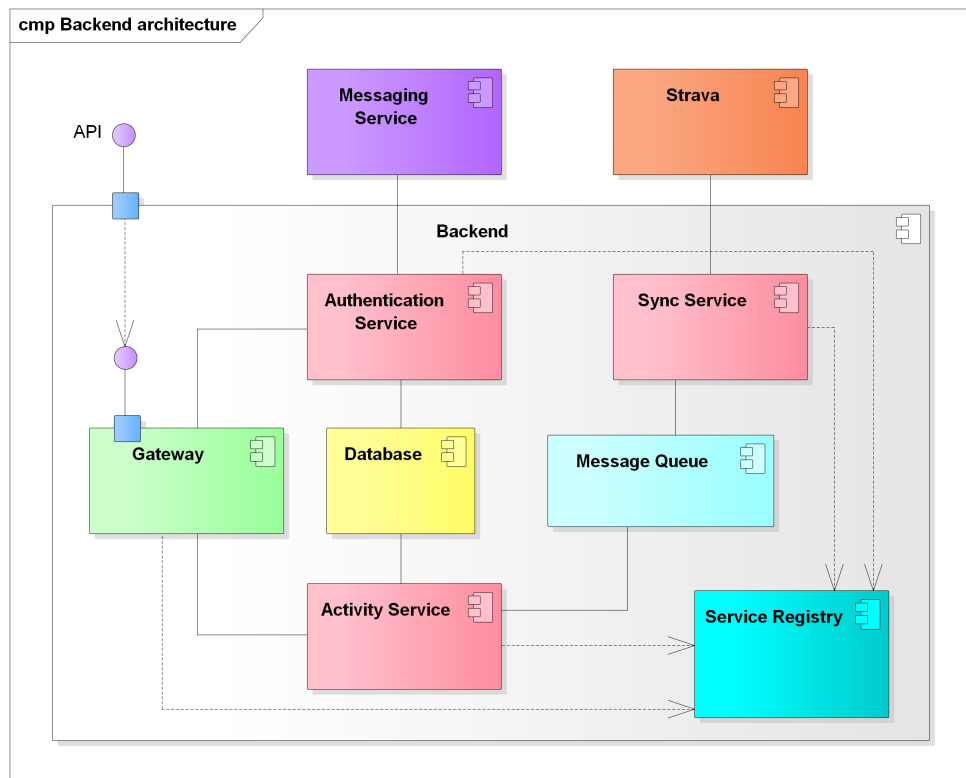 cmp Backend architecture
Messaging
Service
Strava
API
Backend
Authentication
Service
Sync Service
Gateway
Database
Message Queue
Activity Service
Service Registry